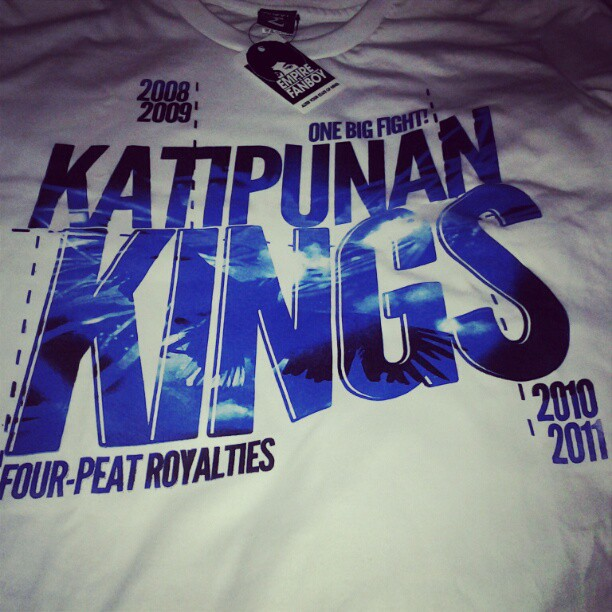 EMPIRE
FANBOY
2008
2009
ONE BIG FIGHT!
KATIPUNAN
KINGS
2010
2011
FOUR-PEAT ROYALTIES